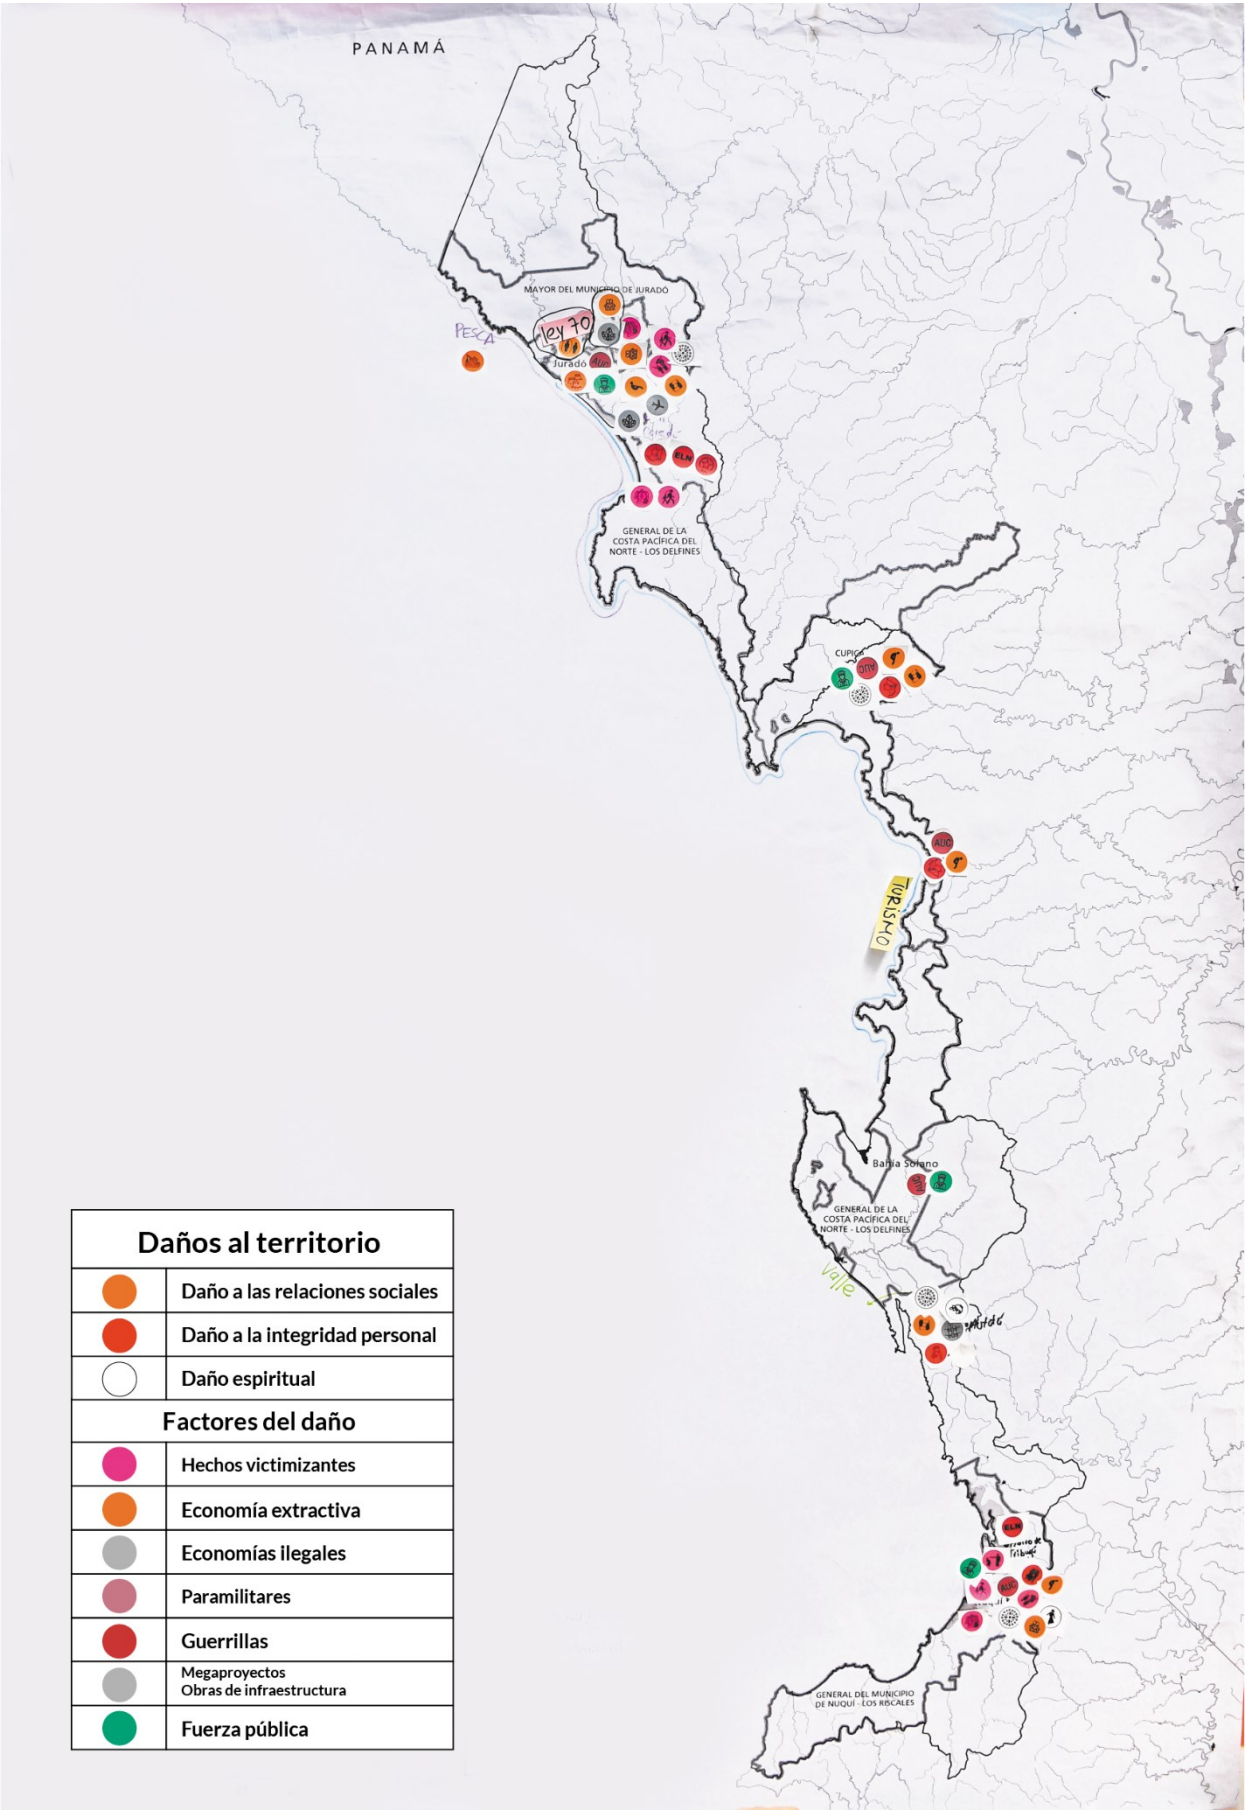 PANAMÁ
MAYOR DEL MUNICIPIO DE JURADÓ
PESCA
ley 70
Juradó
AUC
ELN
GENERAL DE LA
COSTA PACÍFICA DEL
NORTE - LOS DELFINES
CUPICA
AUC
AUC
TURISMO
Bahía Solano
AUC
GENERAL DE LA
COSTA PACÍFICA DEL
NORTE - LOS DELFINES
Valle
ELN
Tribugá
AUC
GENERAL DEL MUNICIPIO
DE NUQUÍ - LOS RISCALES
Daños al territorio
Daño a las relaciones sociales
Daño a la integridad personal
Daño espiritual
Factores del daño
Hechos victimizantes
Economía extractiva
Economías ilegales
Paramilitares
Guerrillas
Megaproyectos
Obras de infraestructura
Fuerza pública